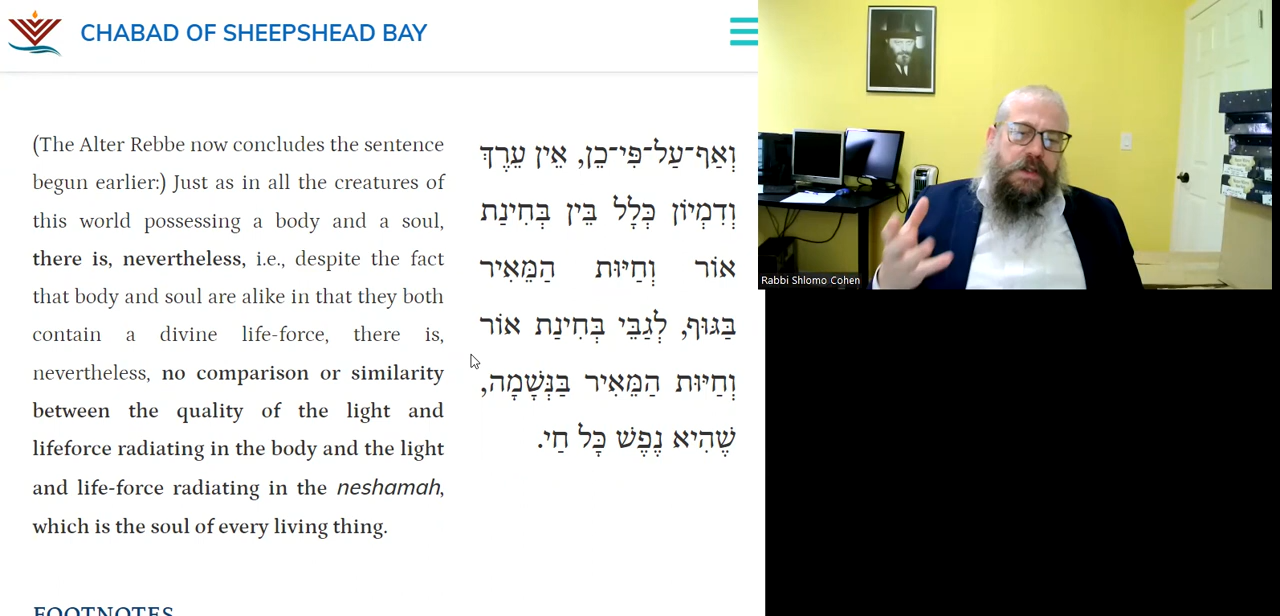 CHABAD OF SHEEPSHEAD BAY
(The Alter Rebbe now concludes the sentence
begun earlier:) Just as in all the creatures of
this world possessing a body and a soul,
there is, nevertheless, i.e., despite the fact
that body and soul are alike in that they both
contain a divine life-force, there is,
nevertheless, no comparison or similarity
between the quality of the light and
lifeforce radiating in the body and the light
and life-force radiating in the neshamah,
which is the soul of every living thing.
FOOTNOTES
וְאַף־עַל־פִּי־כֵן, אֵין עֵרֶךְ
וְדִמְיוֹן כְּלָל בֵּין בְּחִינַת
אוֹר וְחַיּוּת הַמֵּאִיר
בַּגּוּף, לְגַבֵּי בְּחִינַת אוֹר
וְחַיּוּת הַמֵּאִיר בַּנְּשָׁמָה,
שֶׁהִיא נֶפֶשׁ כָּל חַי.
Rabbi Shlomo Cohen